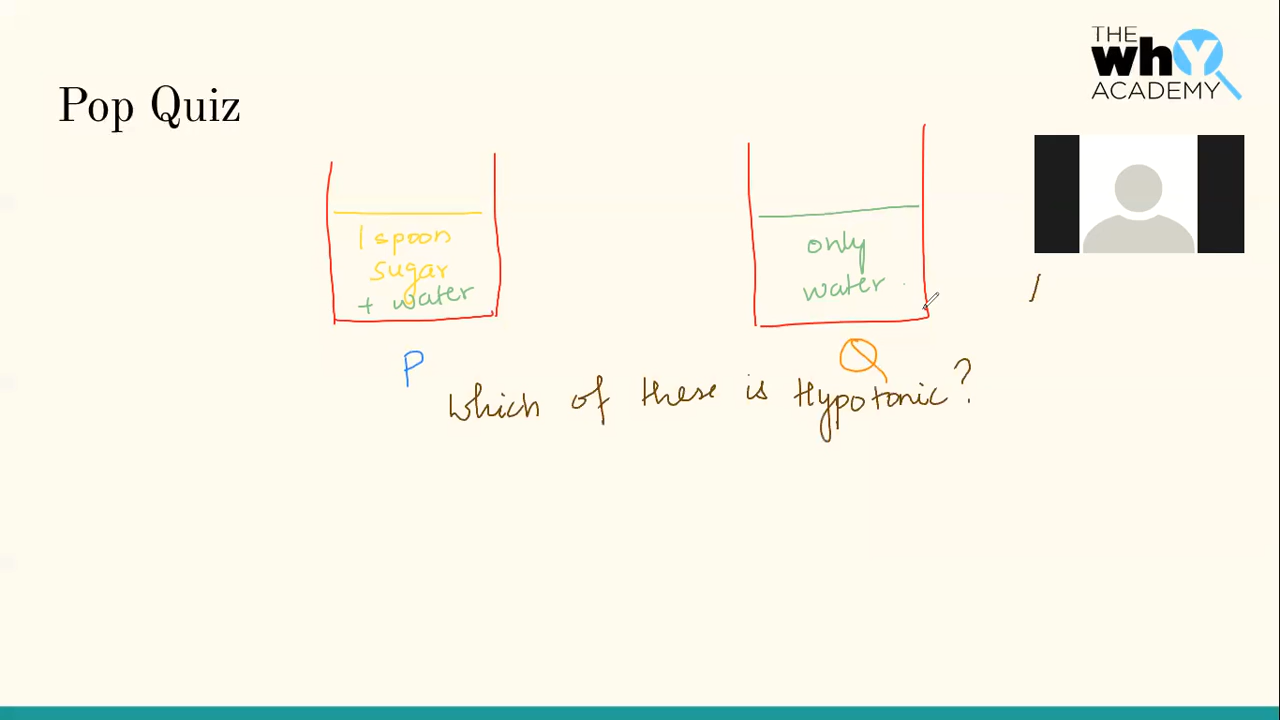 THE
whY
ACADEMY
Pop Quiz
1 spoon
sugar
+ water
only
water
P
Q
Which of these is Hypotonic?